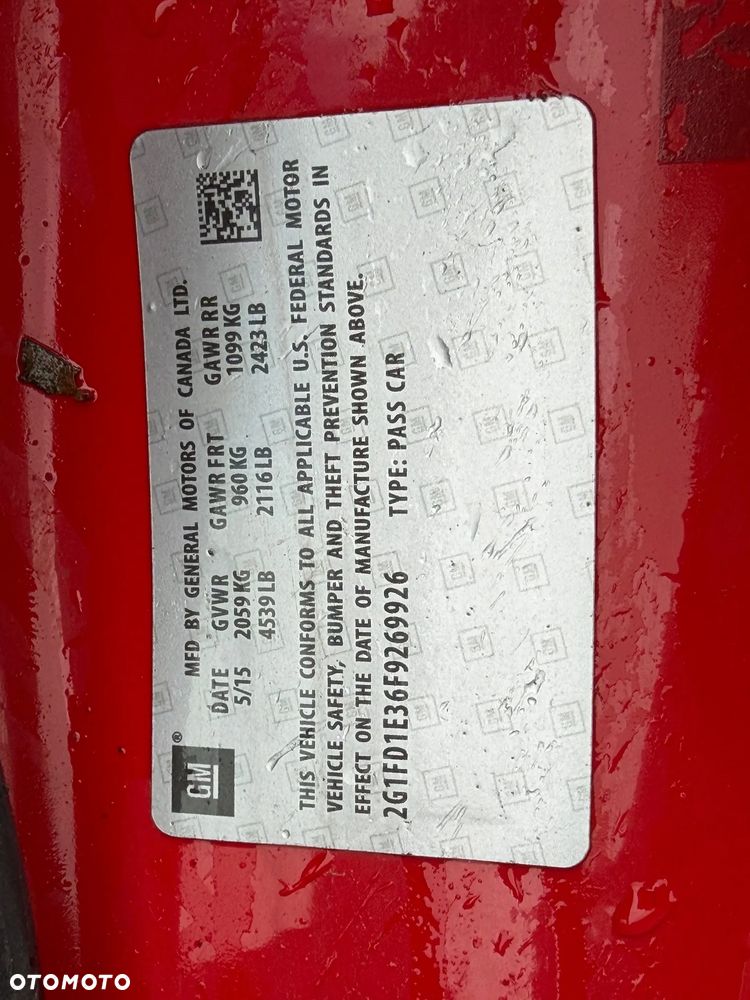 GM ®
MFD BY GENERAL MOTORS OF CANADA LTD.
DATE GVWR GAWR FRT GAWR RR
5/15 2059 KG 960 KG 1099 KG
4539 LB 2116 LB 2423 LB
THIS VEHICLE CONFORMS TO ALL APPLICABLE U.S. FEDERAL MOTOR
VEHICLE SAFETY, BUMPER AND THEFT PREVENTION STANDARDS IN
EFFECT ON THE DATE OF MANUFACTURE SHOWN ABOVE.
2G1FD1E36F9269926 TYPE: PASS CAR
OTOMOTO